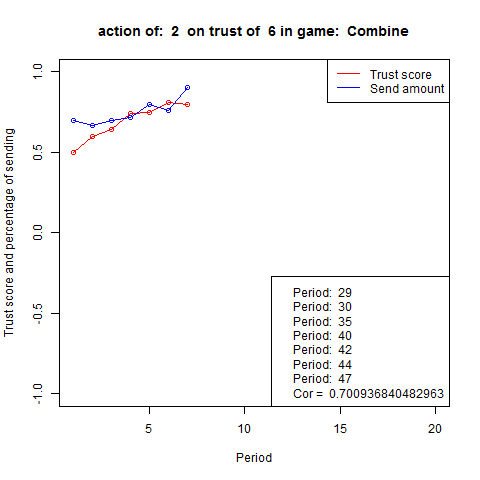 action of:  2  on trust of  6 in game:  Combine
Trust score
Send amount
1.0
0.5
0.0
-0.5
-1.0
Trust score and percentage of sending
Period:  29
Period:  30
Period:  35
Period:  40
Period:  42
Period:  44
Period:  47
Cor =  0.700936840482963
5
10
15
20
Period